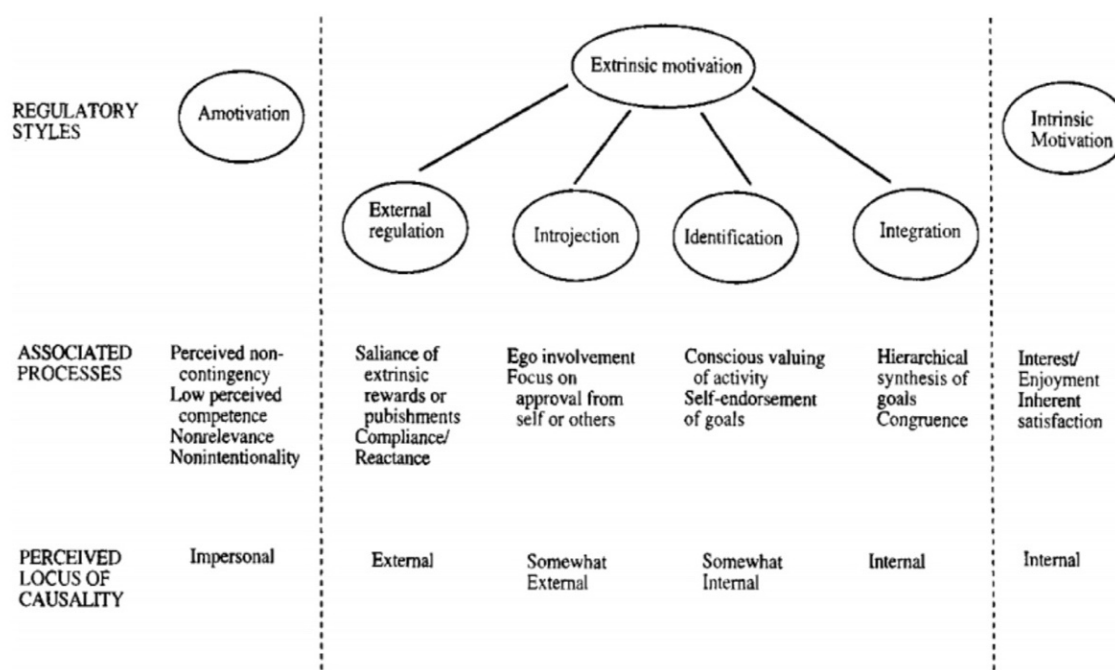 Extrinsic motivation
REGULATORY
STYLES
Amotivation
Intrinsic
Motivation
External
regulation
Introjection
Identification
Integration
ASSOCIATED
PROCESSES
Perceived non-
contingency
Low perceived
competence
Nonrelevance
Nonintentionality
Saliance of
extrinsic
rewards or
pubishments
Compliance/
Reactance
Ego involvement
Focus on
approval from
self or others
Conscious valuing
of activity
Self-endorsement
of goals
Hierarchical
synthesis of
goals
Congruence
Interest/
Enjoyment
Inherent
satisfaction
PERCEIVED
LOCUS OF
CAUSALITY
Impersonal
External
Somewhat
External
Somewhat
Internal
Internal
Internal